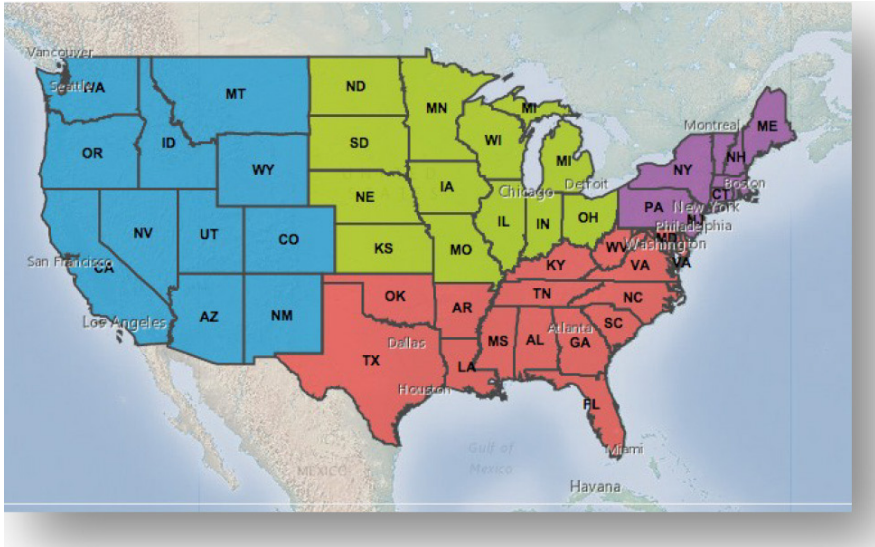 Vancouver
Seattle
WA
MT
ND
MN
MI
ME
Montreal
OR
ID
SD
WI
MI
NH
WY
NY
Boston
NE
IA
Chicago
Detroit
CT
NV
UT
CO
KS
MO
IL
IN
OH
PA
New York
NJ
Philadelphia
San Francisco
CA
KY
WV
MD
Washington
VA
VA
Los Angeles
AZ
NM
OK
AR
TN
NC
SC
Dallas
MS
AL
Atlanta
GA
TX
LA
Houston
FL
Miami
Gulf of
Mexico
MEXICO
Havana